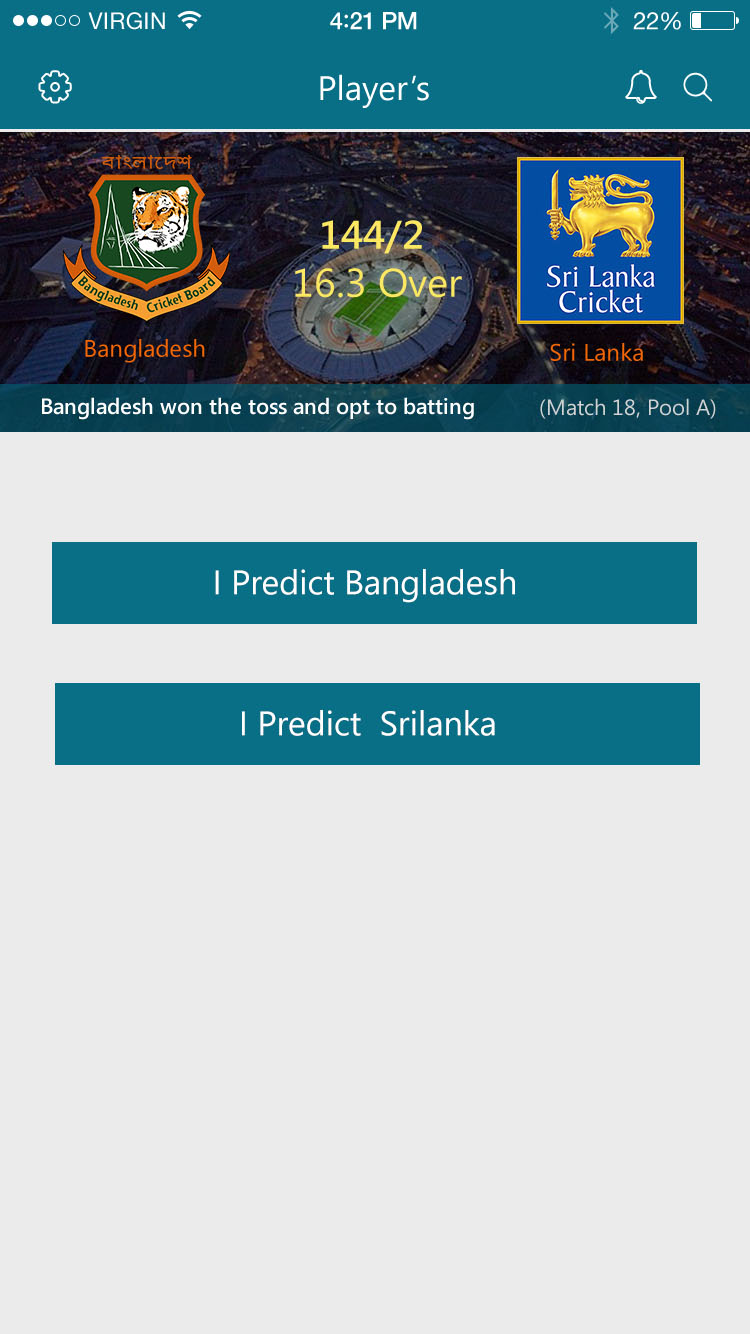 VIRGIN 4:21 PM 22%
Player’s
বাংলাদেশ
Bangladesh Cricket Board
Bangladesh
144/2
16.3 Over
Sri Lanka
Cricket
Sri Lanka
Bangladesh won the toss and opt to batting (Match 18, Pool A)
I Predict Bangladesh
I Predict  Srilanka